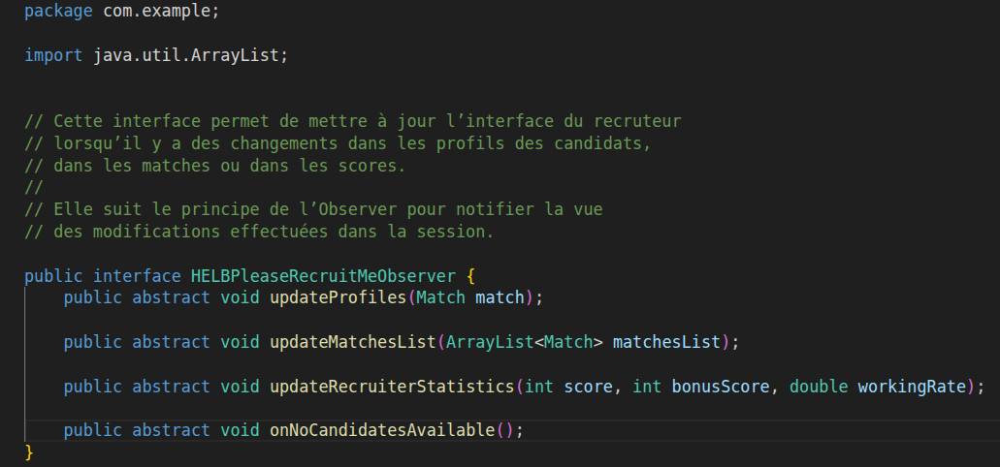 package com.example;
import java.util.ArrayList;
// Cette interface permet de mettre à jour l’interface du recruteur
// lorsqu’il y a des changements dans les profils des candidats,
// dans les matches ou dans les scores.
//
// Elle suit le principe de l’Observer pour notifier la vue
// des modifications effectuées dans la session.
public interface HELBPleaseRecruitMeObserver {
    public abstract void updateProfiles(Match match);
    public abstract void updateMatchesList(ArrayList<Match> matchesList);
    public abstract void updateRecruiterStatistics(int score, int bonusScore, double workingRate);
    public abstract void onNoCandidatesAvailable();
}